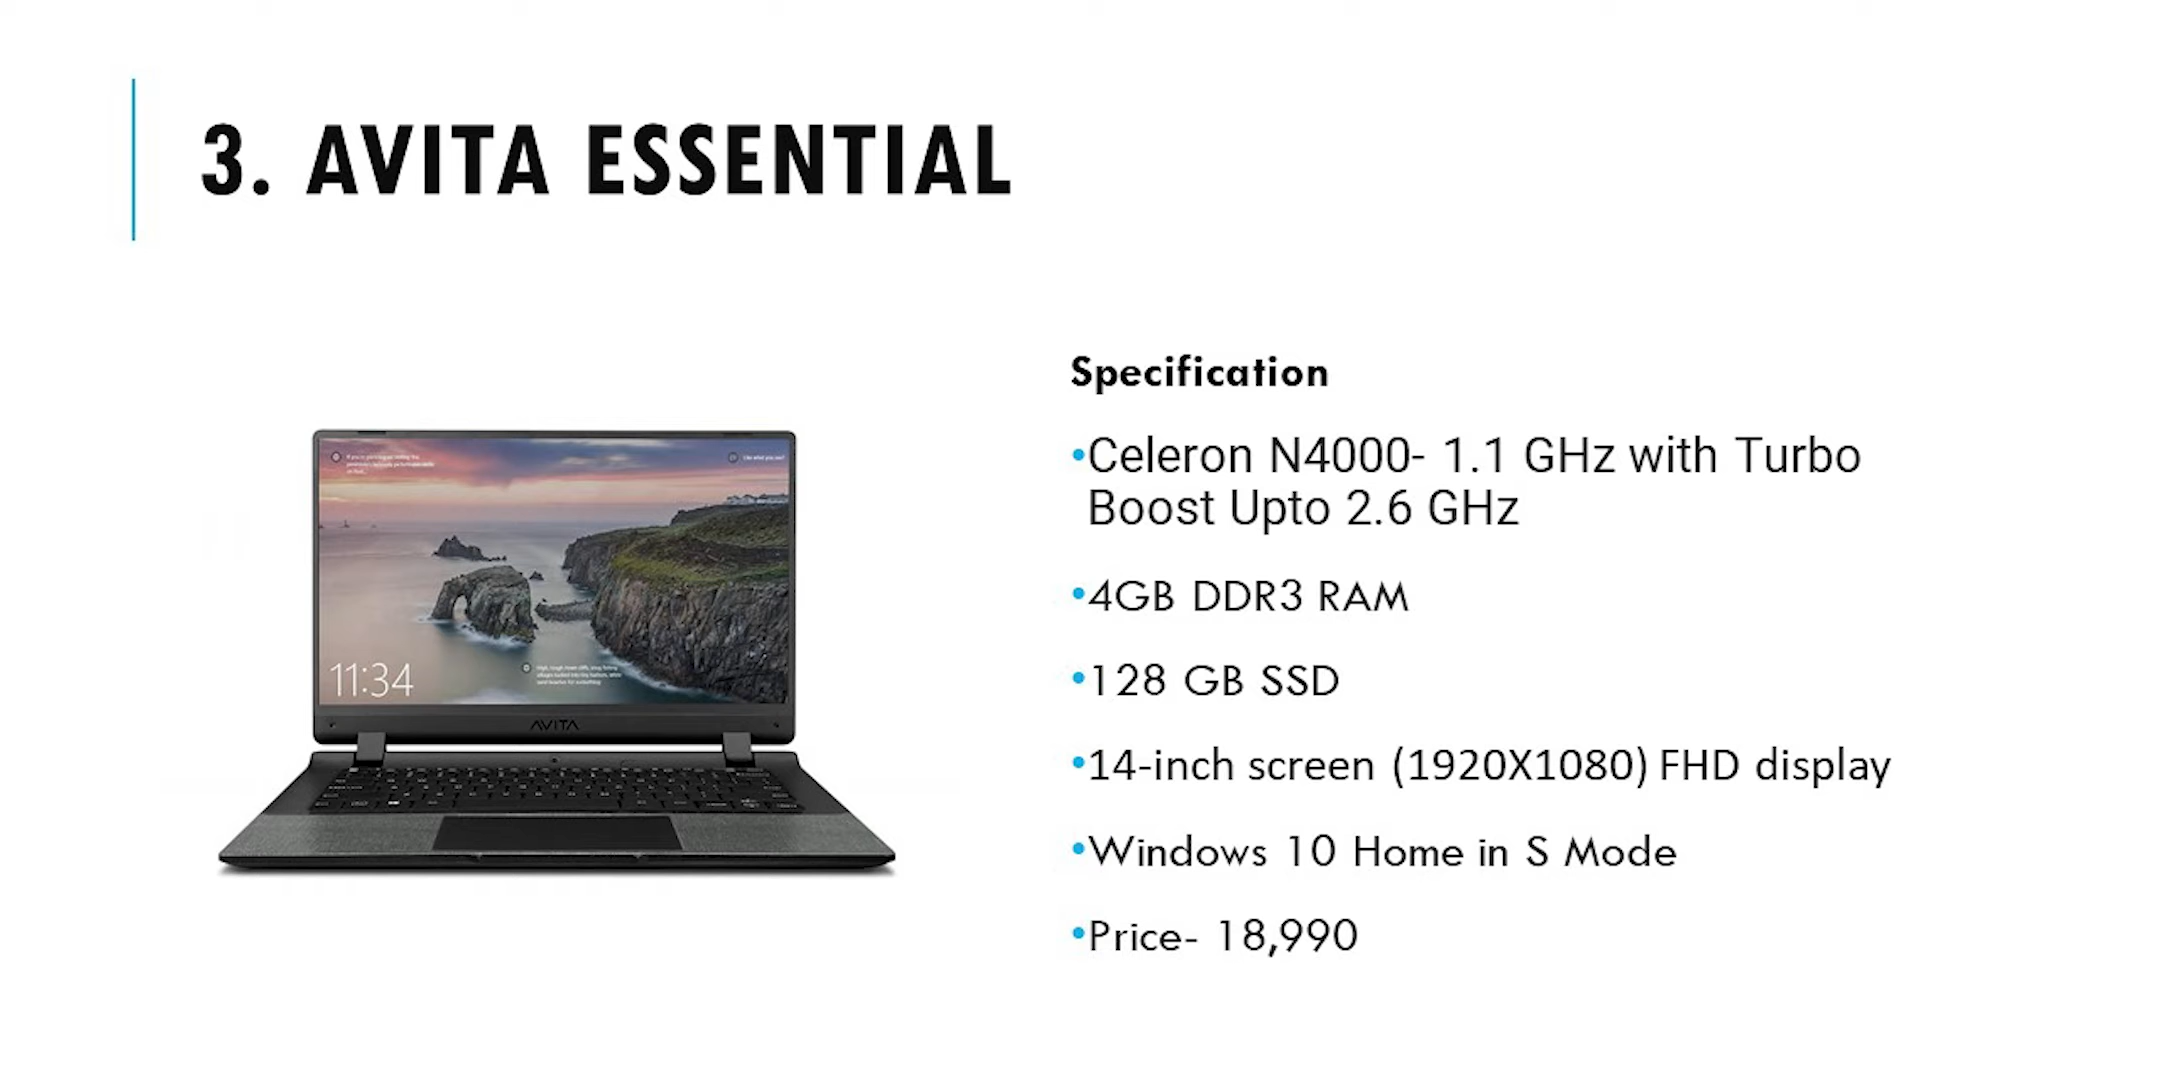 3. AVITA ESSENTIAL
Specification
•Celeron N4000- 1.1 GHz with Turbo
Boost Upto 2.6 GHz
•4GB DDR3 RAM
•128 GB SSD
•14-inch screen (1920X1080) FHD display
•Windows 10 Home in S Mode
•Price- 18,990
11:34
AVITA